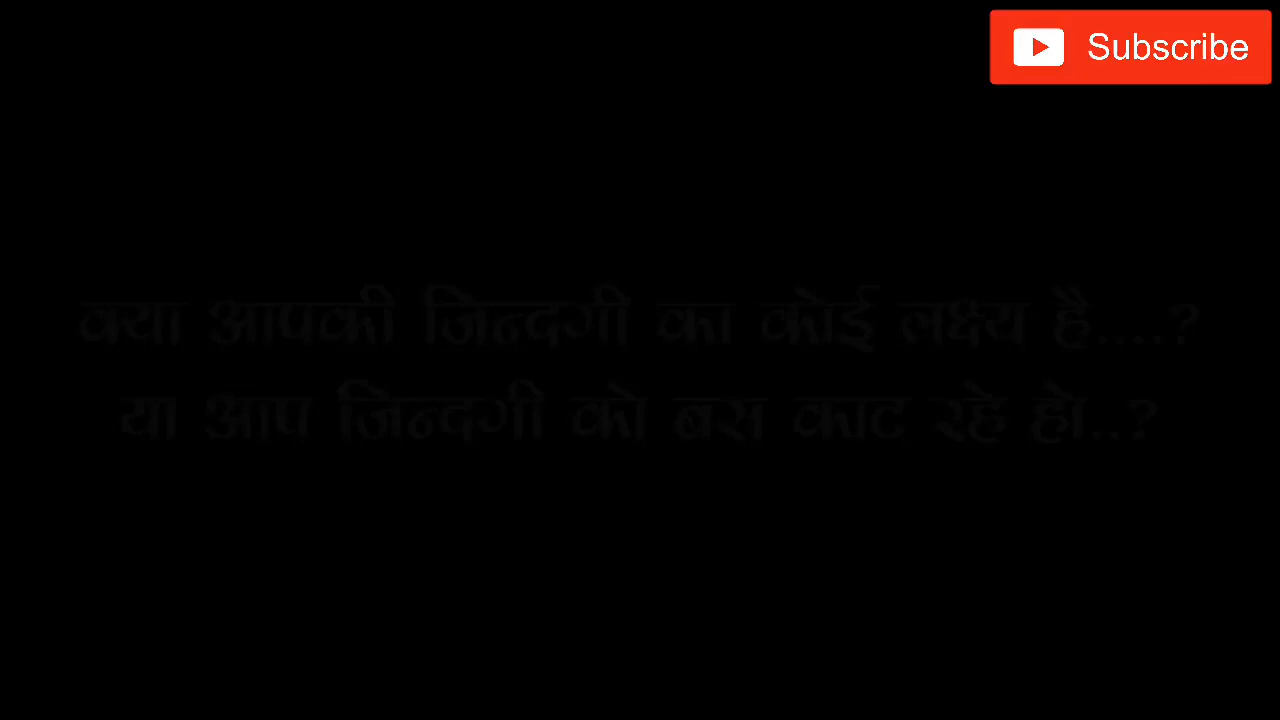 Subscribe
क्या आपकी जिन्दगी का कोई लक्ष्य है....?
या आप जिन्दगी को बस काट रहे हो..?